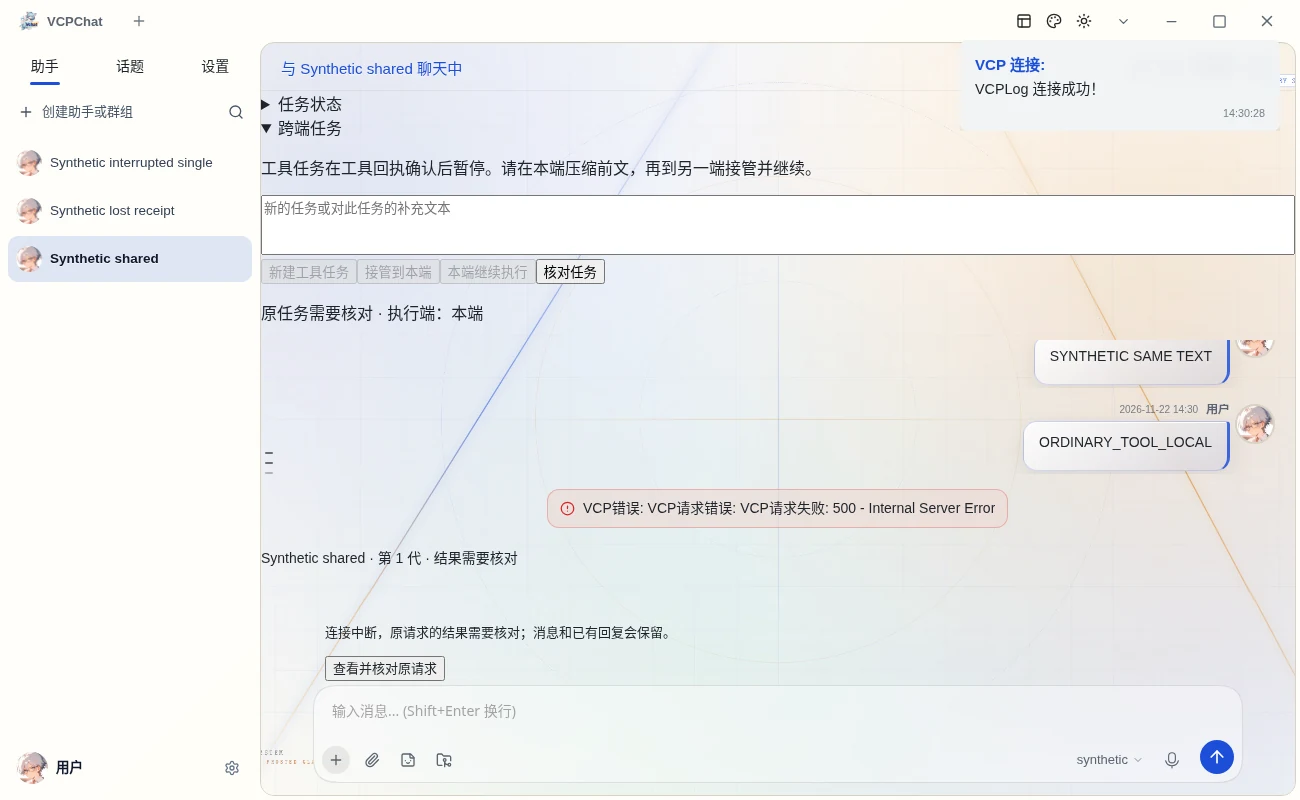 VCPChat
助手
话题
设置
创建助手或群组
Synthetic interrupted single
Synthetic lost receipt
Synthetic shared
用户
与 Synthetic shared 聊天中
VCP 连接:
VCPLog 连接成功!
14:30:28
任务状态
跨端任务
工具任务在工具回执确认后暂停。请在本端压缩前文，再到另一端接管并继续。
新的任务或对此任务的补充文本
新建工具任务 接管到本端 本端继续执行 核对任务
原任务需要核对 · 执行端：本端
SYNTHETIC SAME TEXT
2026-11-22 14:30 用户
ORDINARY_TOOL_LOCAL
VCP错误: VCP请求错误: VCP请求失败: 500 - Internal Server Error
Synthetic shared · 第 1 代 · 结果需要核对
连接中断，原请求的结果需要核对；消息和已有回复会保留。
查看并核对原请求
输入消息... (Shift+Enter 换行)
synthetic